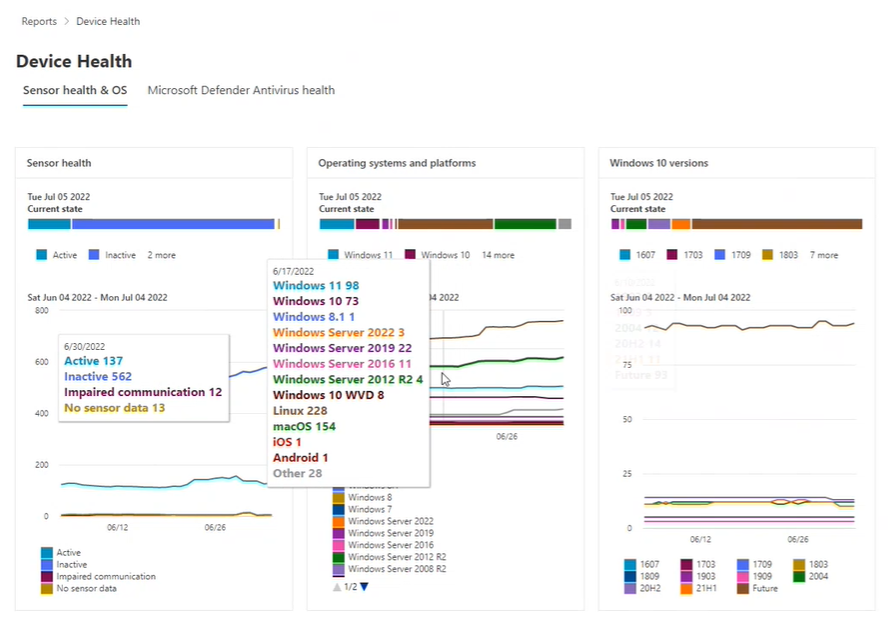 Reports > Device Health
Device Health
Sensor health & OS
Microsoft Defender Antivirus health
Sensor health
Tue Jul 05 2022
Current state
Active
Inactive
2 more
Sat Jun 04 2022 - Mon Jul 04 2022
800
600
400
200
0
6/30/2022
Active 137
Inactive 562
Impaired communication 12
No sensor data 13
06/12
06/26
Active
Inactive
Impaired communication
No sensor data
Operating systems and platforms
Tue Jul 05 2022
Current state
Windows 11
Windows 10
14 more
04 2022
6/17/2022
Windows 11 98
Windows 10 73
Windows 8.1 1
Windows Server 2022 3
Windows Server 2019 22
Windows Server 2016 11
Windows Server 2012 R2 4
Windows 10 WVD 8
Linux 228
macOS 154
iOS 1
Android 1
Other 28
06/26
Windows 8
Windows 7
Windows Server 2022
Windows Server 2019
Windows Server 2016
Windows Server 2012 R2
Windows Server 2008 R2
1/2
Windows 10 versions
Tue Jul 05 2022
Current state
1607
1703
1709
1803
7 more
Sat Jun 04 2022 - Mon Jul 04 2022
100
75
50
25
0
2004
20H2 14
21H1 11
Future 93
06/12
06/26
1607
1703
1709
1803
1809
1903
1909
2004
20H2
21H1
Future